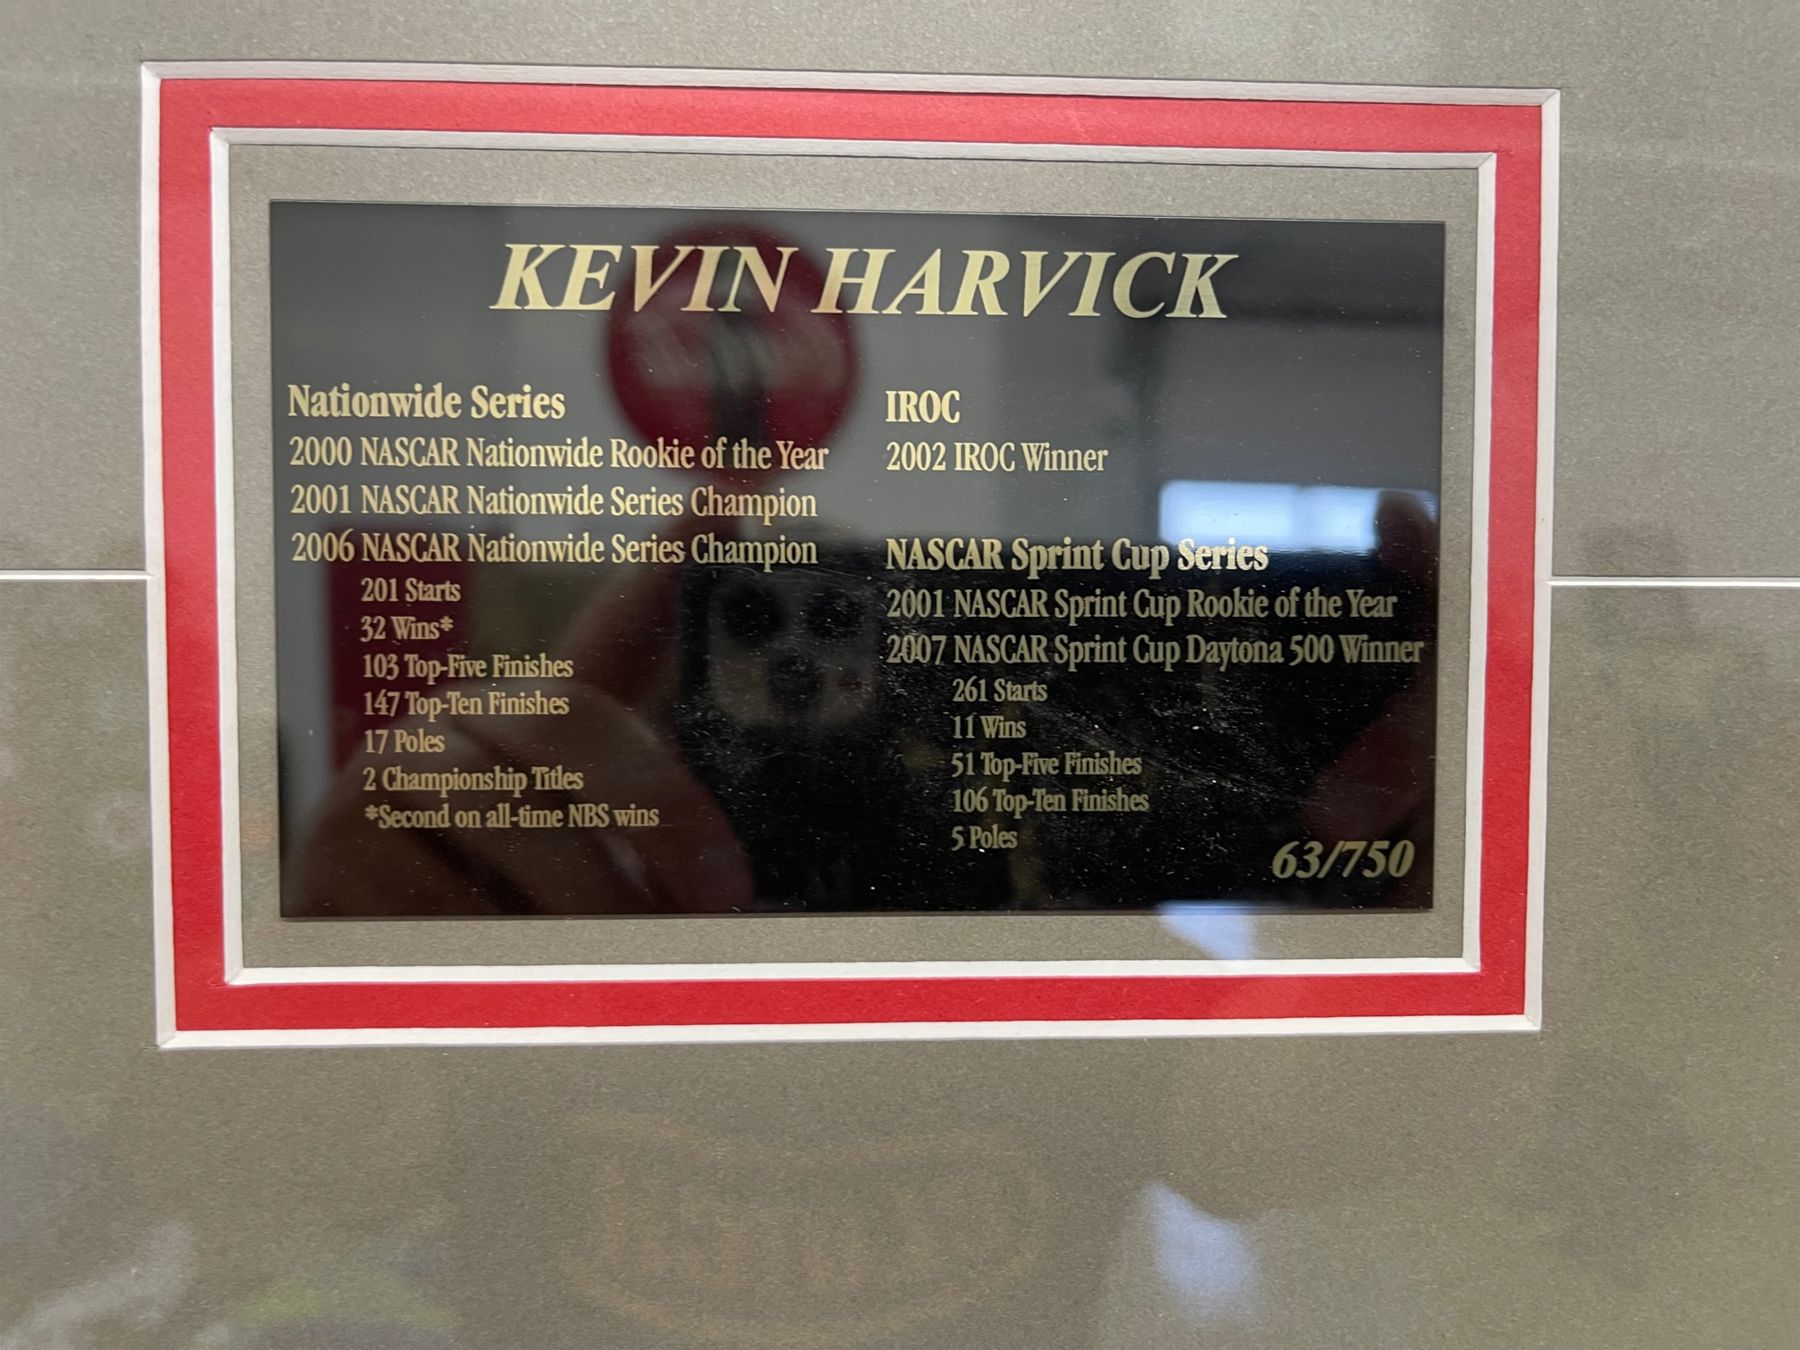 KEVIN HARVICK
Nationwide Series
2000 NASCAR Nationwide Rookie of the Year
2001 NASCAR Nationwide Series Champion
2006 NASCAR Nationwide Series Champion
201 Starts
32 Wins*
103 Top-Five Finishes
147 Top-Ten Finishes
17 Poles
2 Championship Titles
*Second on all-time NBS wins
IROC
2002 IROC Winner
NASCAR Sprint Cup Series
2001 NASCAR Sprint Cup Rookie of the Year
2007 NASCAR Sprint Cup Daytona 500 Winner
261 Starts
11 Wins
51 Top-Five Finishes
106 Top-Ten Finishes
5 Poles
63/750